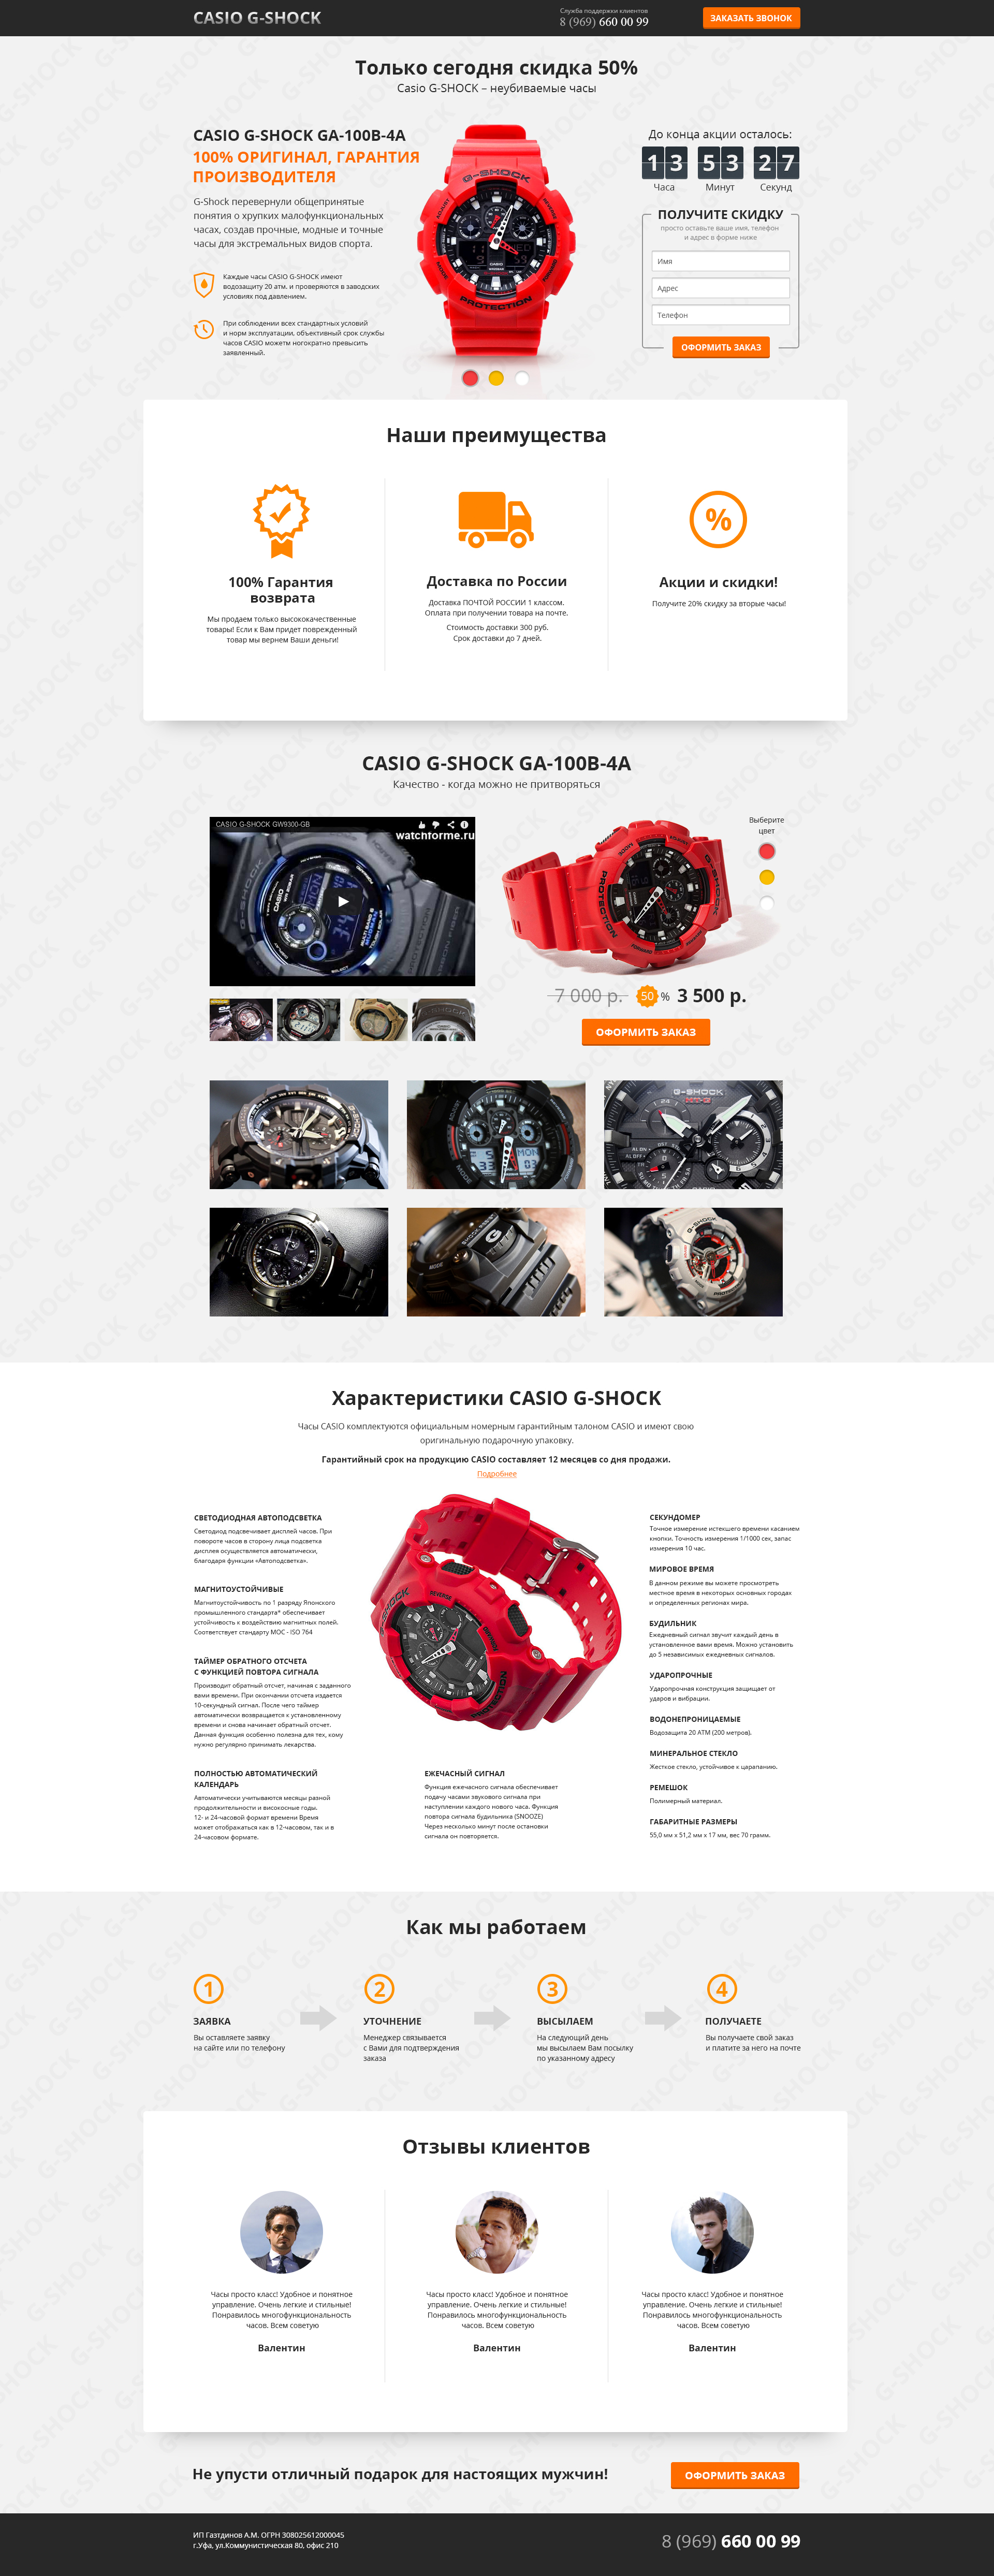 CASIO G-SHOCK
Служба поддержки клиентов
8 (969) 660 00 99
ЗАКАЗАТЬ ЗВОНОК
Только сегодня скидка 50%
Casio G-SHOCK – неубиваемые часы
CASIO G-SHOCK GA-100B-4A
100% ОРИГИНАЛ, ГАРАНТИЯ
ПРОИЗВОДИТЕЛЯ
G-Shock перевернули общепринятые
понятия о хрупких малофункциональных
часах, создав прочные, модные и точные
часы для экстремальных видов спорта.
Каждые часы CASIO G-SHOCK имеют
водозащиту 20 атм. и проверяются в заводских
условиях под давлением.
При соблюдении всех стандартных условий
и норм эксплуатации, объективный срок службы
часов CASIO можетм ногократно превысить
заявленный.
G-SHOCK
PROTECTION
До конца акции осталось:
13 53 27
Часа Минут Секунд
ПОЛУЧИТЕ СКИДКУ
просто оставьте ваше имя, телефон
и адрес в форме ниже
Имя
Адрес
Телефон
ОФОРМИТЬ ЗАКАЗ
Наши преимущества
100% Гарантия
возврата
Мы продаем только высококачественные
товары! Если к Вам придет поврежденный
товар мы вернем Ваши деньги!
Доставка по России
Доставка ПОЧТОЙ РОССИИ 1 классом.
Оплата при получении товара на почте.
Стоимость доставки 300 руб.
Срок доставки до 7 дней.
%
Акции и скидки!
Получите 20% скидку за вторые часы!
CASIO G-SHOCK GA-100B-4A
Качество - когда можно не притворяться
CASIO G-SHOCK GW9300-GB
watchforme.ru
Выберите
цвет
7 000 р. 50 % 3 500 р.
ОФОРМИТЬ ЗАКАЗ
Характеристики CASIO G-SHOCK
Часы CASIO комплектуются официальным номерным гарантийным талоном CASIO и имеют свою
оригинальную подарочную упаковку.
Гарантийный срок на продукцию CASIO составляет 12 месяцев со дня продажи.
Подробнее
СВЕТОДИОДНАЯ АВТОПОДСВЕТКА
Светодиод подсвечивает дисплей часов. При
повороте часов в сторону лица подсветка
дисплея осуществляется автоматически,
благодаря функции «Автоподсветка».
МАГНИТОУСТОЙЧИВЫЕ
Магнитоустойчивость по 1 разряду Японского
промышленного стандарта* обеспечивает
устойчивость к воздействию магнитных полей.
Соответствует стандарту МОС - ISO 764
ТАЙМЕР ОБРАТНОГО ОТСЧЕТА
С ФУНКЦИЕЙ ПОВТОРА СИГНАЛА
Производит обратный отсчет, начиная с заданного
вами времени. При окончании отсчета издается
10-секундный сигнал. После чего таймер
автоматически возвращается к установленному
времени и снова начинает обратный отсчет.
Данная функция особенно полезна для тех, кому
нужно регулярно принимать лекарства.
ПОЛНОСТЬЮ АВТОМАТИЧЕСКИЙ
КАЛЕНДАРЬ
Автоматически учитываются месяцы разной
продолжительности и високосные годы.
12- и 24-часовой формат времени Время
может отображаться как в 12-часовом, так и в
24-часовом формате.
ЕЖЕЧАСНЫЙ СИГНАЛ
Функция ежечасного сигнала обеспечивает
подачу часами звукового сигнала при
наступлении каждого нового часа. Функция
повтора сигнала будильника (SNOOZE)
Через несколько минут после остановки
сигнала он повторяется.
СЕКУНДОМЕР
Точное измерение истекшего времени касанием
кнопки. Точность измерения 1/1000 сек, запас
измерения 10 час.
МИРОВОЕ ВРЕМЯ
В данном режиме вы можете просмотреть
местное время в некоторых основных городах
и определенных регионах мира.
БУДИЛЬНИК
Ежедневный сигнал звучит каждый день в
установленное вами время. Можно установить
до 5 независимых ежедневных сигналов.
УДАРОПРОЧНЫЕ
Ударопрочная конструкция защищает от
ударов и вибрации.
ВОДОНЕПРОНИЦАЕМЫЕ
Водозащита 20 АТМ (200 метров).
МИНЕРАЛЬНОЕ СТЕКЛО
Жесткое стекло, устойчивое к царапанию.
РЕМЕШОК
Полимерный материал.
ГАБАРИТНЫЕ РАЗМЕРЫ
55,0 мм x 51,2 мм x 17 мм, вес 70 грамм.
Как мы работаем
1
ЗАЯВКА
Вы оставляете заявку
на сайте или по телефону
2
УТОЧНЕНИЕ
Менеджер связывается
с Вами для подтверждения
заказа
3
ВЫСЫЛАЕМ
На следующий день
мы высылаем Вам посылку
по указанному адресу
4
ПОЛУЧАЕТЕ
Вы получаете свой заказ
и платите за него на почте
Отзывы клиентов
Часы просто класс! Удобное и понятное
управление. Очень легкие и стильные!
Понравилось многофункциональность
часов. Всем советую
Валентин
Часы просто класс! Удобное и понятное
управление. Очень легкие и стильные!
Понравилось многофункциональность
часов. Всем советую
Валентин
Часы просто класс! Удобное и понятное
управление. Очень легкие и стильные!
Понравилось многофункциональность
часов. Всем советую
Валентин
Не упусти отличный подарок для настоящих мужчин!
ОФОРМИТЬ ЗАКАЗ
ИП Газтдинов А.М. ОГРН 308025612000045
г.Уфа, ул.Коммунистическая 80, офис 210
8 (969) 660 00 99